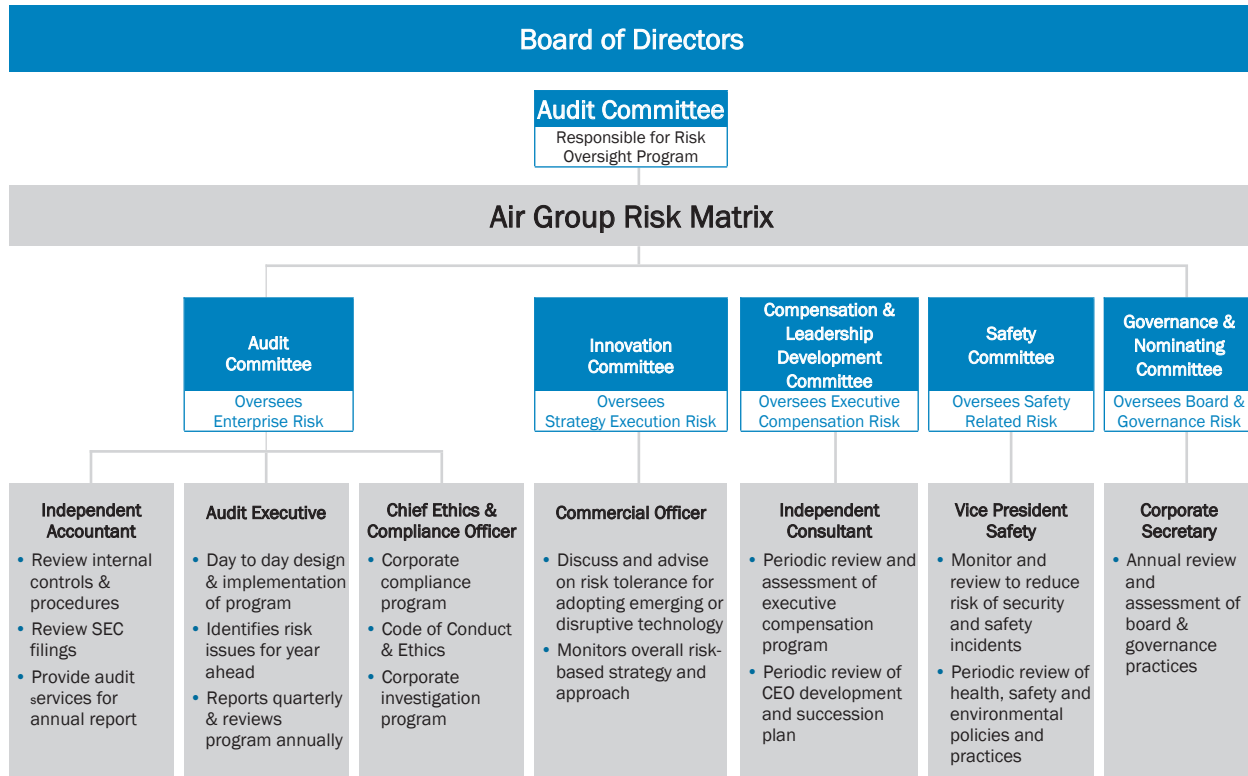 Board of Directors
Audit Committee
Responsible for Risk
Oversight Program
Air Group Risk Matrix
Audit
Committee
Oversees
Enterprise Risk
Innovation
Committee
Oversees
Strategy Execution Risk
Compensation &
Leadership
Development
Committee
Oversees Executive
Compensation Risk
Safety
Committee
Oversees Safety
Related Risk
Governance &
Nominating
Committee
Oversees Board &
Governance Risk
Independent
Accountant
• Review internal
controls &
procedures
• Review SEC
filings
• Provide audit
services for
annual report
Audit Executive
• Day to day design
& implementation
of program
• Identifies risk
issues for year
ahead
• Reports quarterly
& reviews
program annually
Chief Ethics &
Compliance Officer
• Corporate
compliance
program
• Code of Conduct
& Ethics
• Corporate
investigation
program
Commercial Officer
• Discuss and advise
on risk tolerance for
adopting emerging or
disruptive technology
• Monitors overall risk-
based strategy and
approach
Independent
Consultant
• Periodic review and
assessment of
executive
compensation
program
• Periodic review of
CEO development
and succession
plan
Vice President
Safety
• Monitor and
review to reduce
risk of security
and safety
incidents
• Periodic review of
health, safety and
environmental
policies and
practices
Corporate
Secretary
• Annual review
and
assessment of
board &
governance
practices